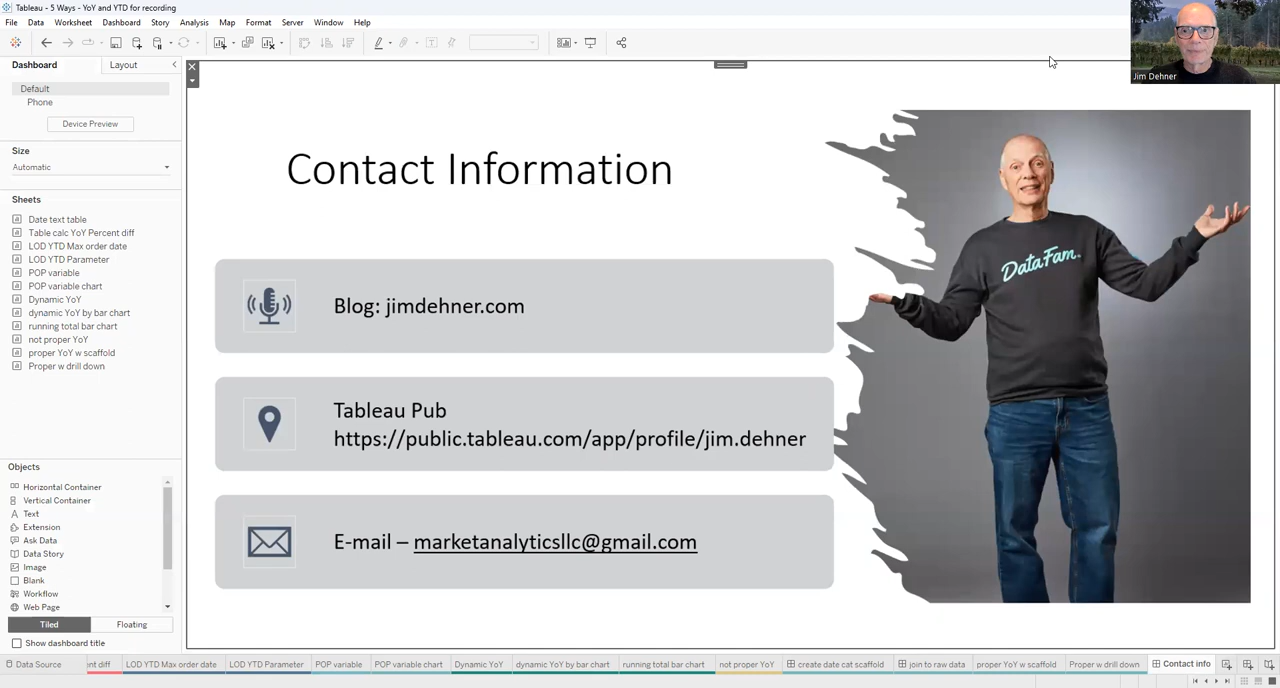 Tableau - 5 Ways - YoY and YTD for recording
File Data Worksheet Dashboard Story Analysis Map Format Server Window Help
Jim Dehner
Dashboard Layout
Default
Phone
Device Preview
Size
Automatic
Sheets
Date text table
Table calc YoY Percent diff
LOD YTD Max order date
LOD YTD Parameter
POP variable
POP variable chart
Dynamic YoY
dynamic YoY by bar chart
running total bar chart
not proper YoY
proper YoY w scaffold
Proper w drill down
Objects
Horizontal Container
Vertical Container
Text
Extension
Ask Data
Data Story
Image
Blank
Workflow
Web Page
Tiled Floating
Show dashboard title
Contact Information
Blog: jimdehner.com
Tableau Pub
https://public.tableau.com/app/profile/jim.dehner
E-mail – marketanalyticsllc@gmail.com
DataFam.
Data Source nt diff LOD YTD Max order date LOD YTD Parameter POP variable POP variable chart Dynamic YoY dynamic YoY by bar chart running total bar chart not proper YoY create date cat scaffold join to raw data proper YoY w scaffold Proper w drill down Contact info